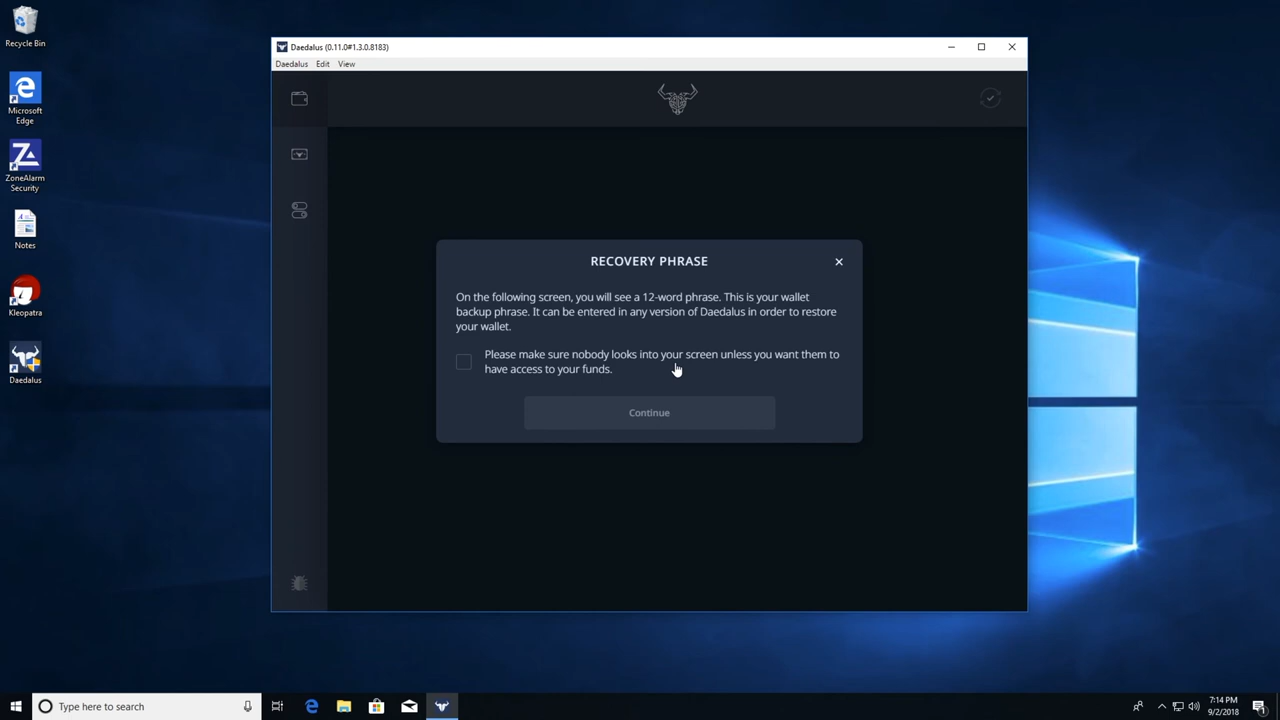 Recycle Bin
Microsoft
Edge
ZoneAlarm
Security
Notes
Kleopatra
Daedalus
Daedalus (0.11.0#1.3.0.8183)
Daedalus Edit View
RECOVERY PHRASE
On the following screen, you will see a 12-word phrase. This is your wallet
backup phrase. It can be entered in any version of Daedalus in order to restore
your wallet.
Please make sure nobody looks into your screen unless you want them to
have access to your funds.
Continue
Type here to search
7:14 PM
9/2/2018